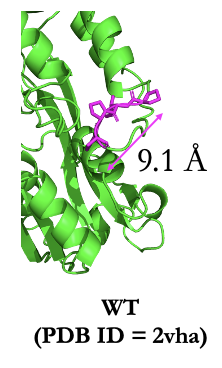 9.1 Å
WT
(PDB ID = 2vha)